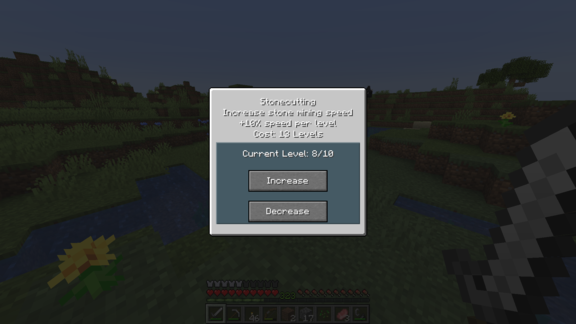 Stonecutting
Increase stone mining speed
+10% speed per level
Cost: 13 Levels
Current Level: 8/10
Increase
Decrease